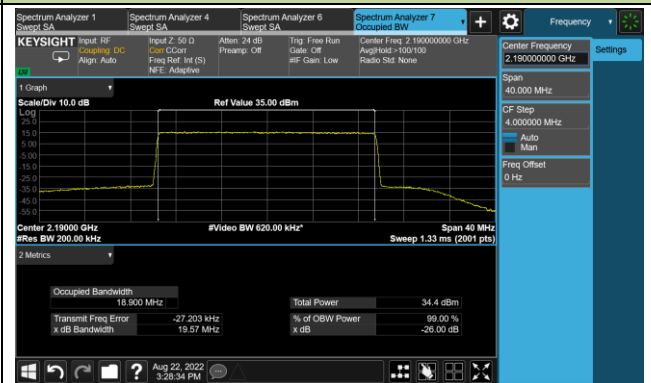 Spectrum Analyzer 1
Swept SA
Spectrum Analyzer 4
Swept SA
Spectrum Analyzer 6
Swept SA
Spectrum Analyzer 7
Occupied BW
Frequency
KEYSIGHT
Input: RF
Coupling: DC
Align: Auto
Input Z: 50 Ω
Corr CCorr
Freq Ref: Int (S)
NFE: Adaptive
Atten: 24 dB
Preamp: Off
Trig: Free Run
Gate: Off
#IF Gain: Low
Center Freq: 2.190000000 GHz
Avg|Hold:>100/100
Radio Std: None
Center Frequency
2.190000000 GHz
Settings
Span
40.000 MHz
CF Step
4.000000 MHz
Auto
Man
Freq Offset
0 Hz
1 Graph
Scale/Div 10.0 dB
Ref Value 35.00 dBm
Log
25.0
15.0
5.00
-5.00
-15.0
-25.0
-35.0
-45.0
-55.0
Center 2.19000 GHz
#Video BW 620.00 kHz*
Span 40 MHz
#Res BW 200.00 kHz
Sweep 1.33 ms (2001 pts)
2 Metrics
Occupied Bandwidth
18.900 MHz
Total Power
34.4 dBm
Transmit Freq Error
-27.203 kHz
% of OBW Power
99.00 %
x dB Bandwidth
19.57 MHz
x dB
-26.00 dB
Aug 22, 2022
3:28:34 PM